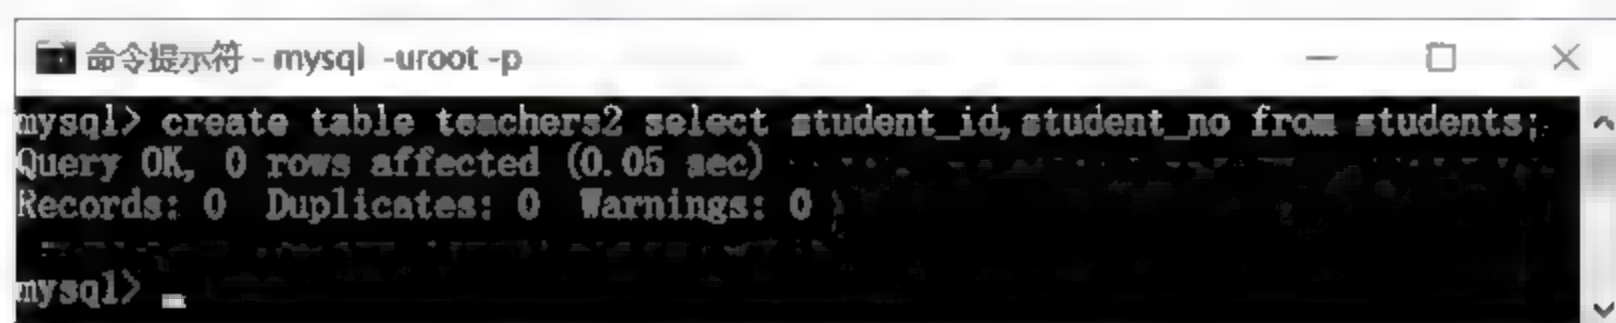 命令提示符 - mysql -uroot -p
mysql> create table teachers2 select student_id,student_no from students;
Query OK, 0 rows affected (0.05 sec)
Records: 0  Duplicates: 0  Warnings: 0
mysql>